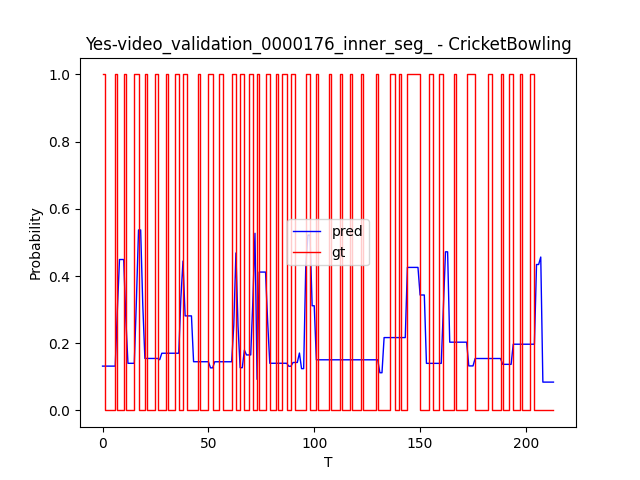 Yes-video_validation_0000176_inner_seg_ - CricketBowling
1.0
0.8
0.6
0.4
0.2
0.0
Probability
pred
gt
0
50
100
150
200
T